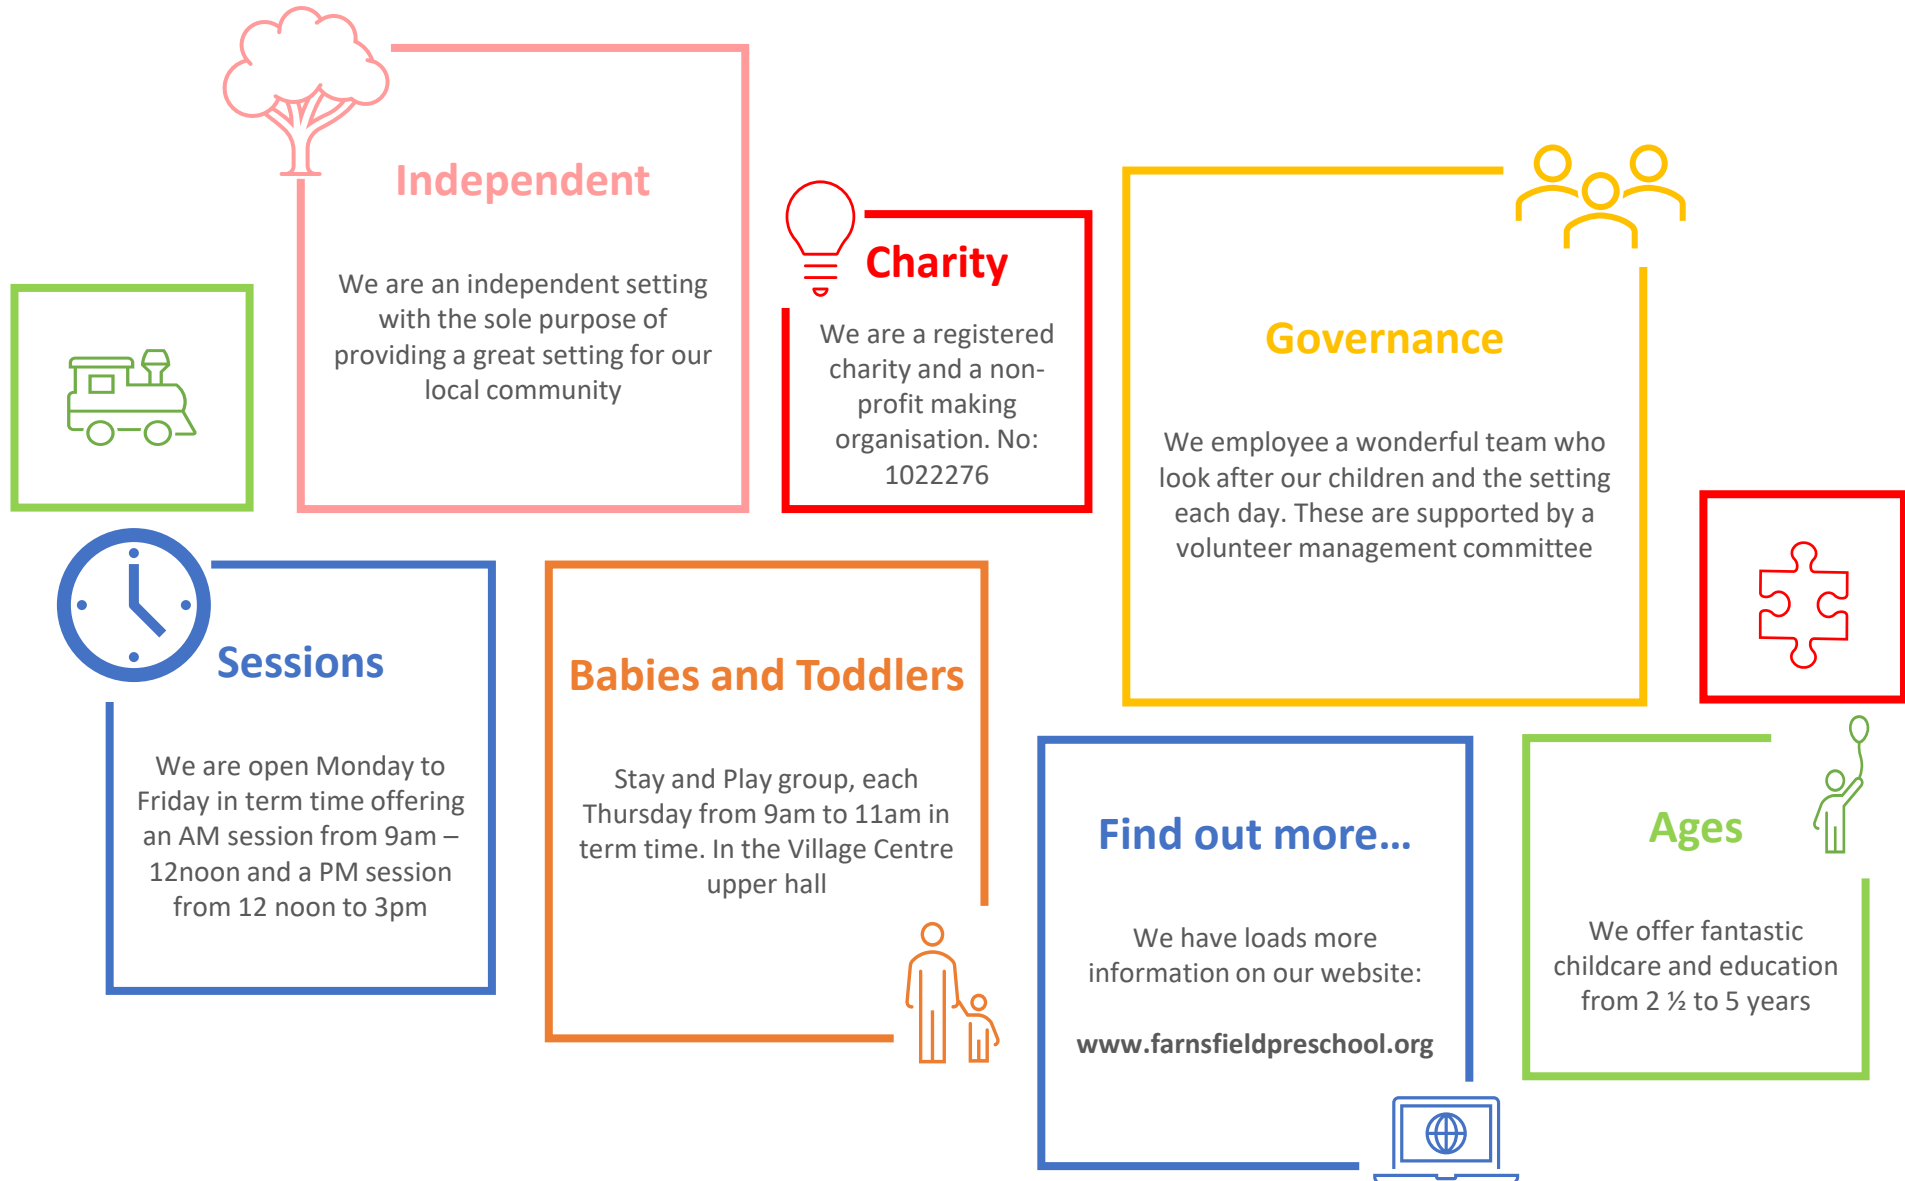 Independent
We are an independent setting
with the sole purpose of
providing a great setting for our
local community
Charity
We are a registered
charity and a non-
profit making
organisation. No:
1022276
Governance
We employee a wonderful team who
look after our children and the setting
each day. These are supported by a
volunteer management committee
Sessions
We are open Monday to
Friday in term time offering
an AM session from 9am –
12noon and a PM session
from 12 noon to 3pm
Babies and Toddlers
Stay and Play group, each
Thursday from 9am to 11am in
term time. In the Village Centre
upper hall
Find out more...
We have loads more
information on our website:
www.farnsfieldpreschool.org
Ages
We offer fantastic
childcare and education
from 2 ½ to 5 years